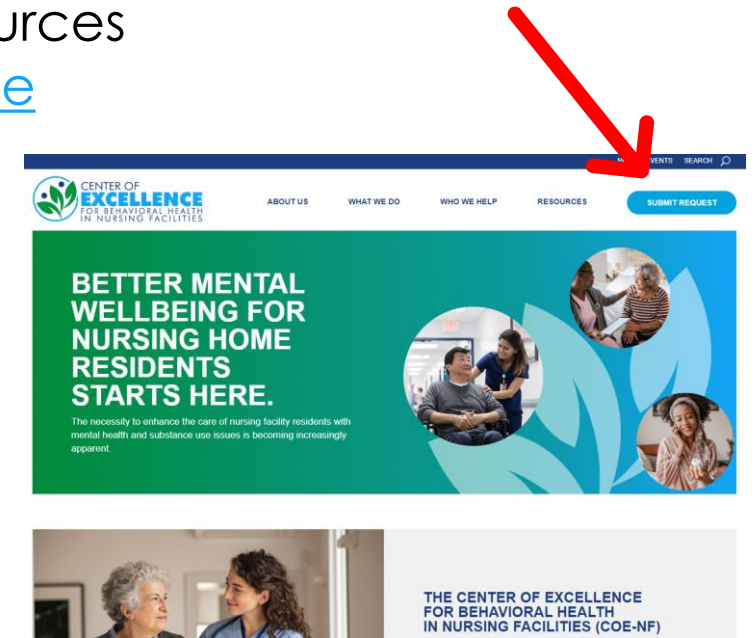 urces
e
EVENTS SEARCH
CENTER OF
EXCELLENCE
FOR BEHAVIORAL HEALTH
IN NURSING FACILITIES
ABOUT US WHAT WE DO WHO WE HELP RESOURCES SUBMIT REQUEST
BETTER MENTAL
WELLBEING FOR
NURSING HOME
RESIDENTS
STARTS HERE.
The necessity to enhance the care of nursing facility residents with
mental health and substance use issues is becoming increasingly
apparent.
THE CENTER OF EXCELLENCE
FOR BEHAVIORAL HEALTH
IN NURSING FACILITIES (COE-NF)